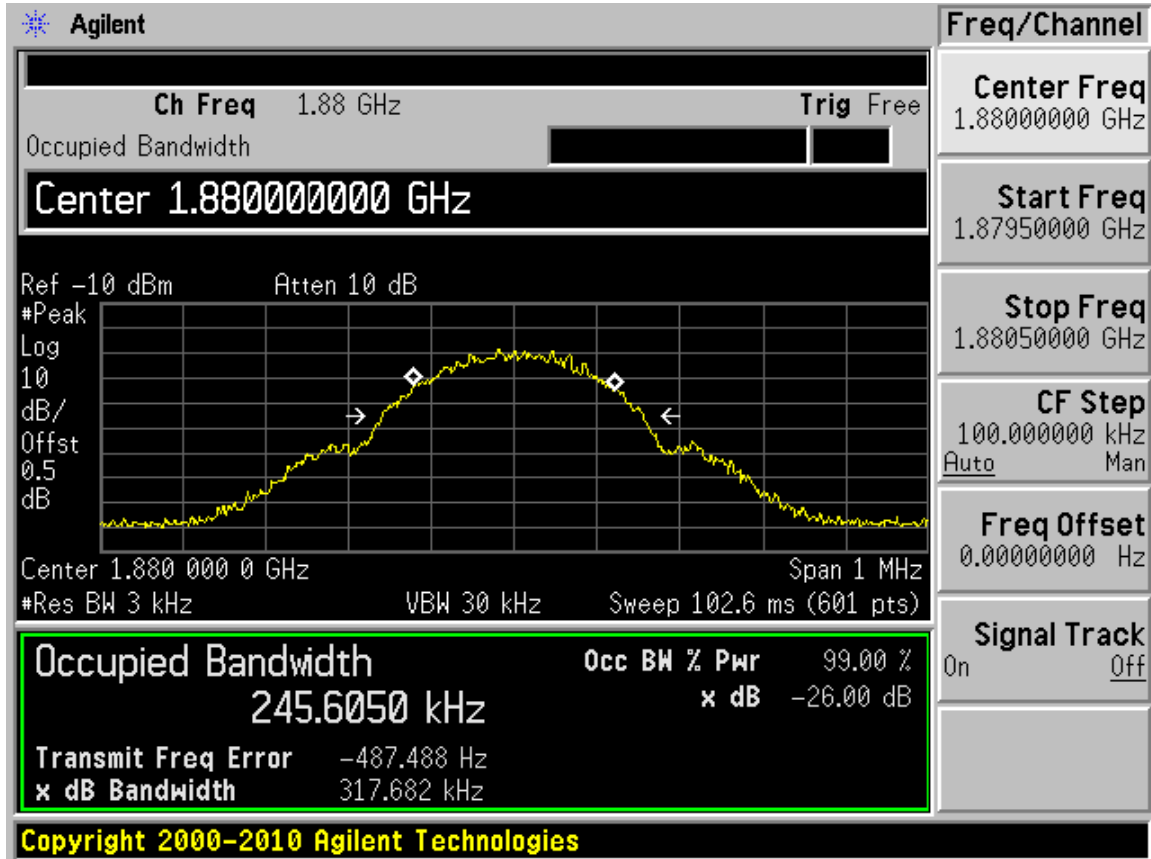 Agilent
Freq/Channel
Ch Freq 1.88 GHz Trig Free
Occupied Bandwidth
Center 1.880000000 GHz
Ref -10 dBm Atten 10 dB
#Peak
Log
10
dB/
Offst
0.5
dB
Center 1.880 000 0 GHz Span 1 MHz
#Res BW 3 kHz VBW 30 kHz Sweep 102.6 ms (601 pts)
Occupied Bandwidth Occ BW % Pwr 99.00 %
245.6050 kHz x dB -26.00 dB
Transmit Freq Error -487.488 Hz
x dB Bandwidth 317.682 kHz
Center Freq
1.88000000 GHz
Start Freq
1.87950000 GHz
Stop Freq
1.88050000 GHz
CF Step
100.000000 kHz
Auto Man
Freq Offset
0.00000000 Hz
Signal Track
On Off
Copyright 2000-2010 Agilent Technologies